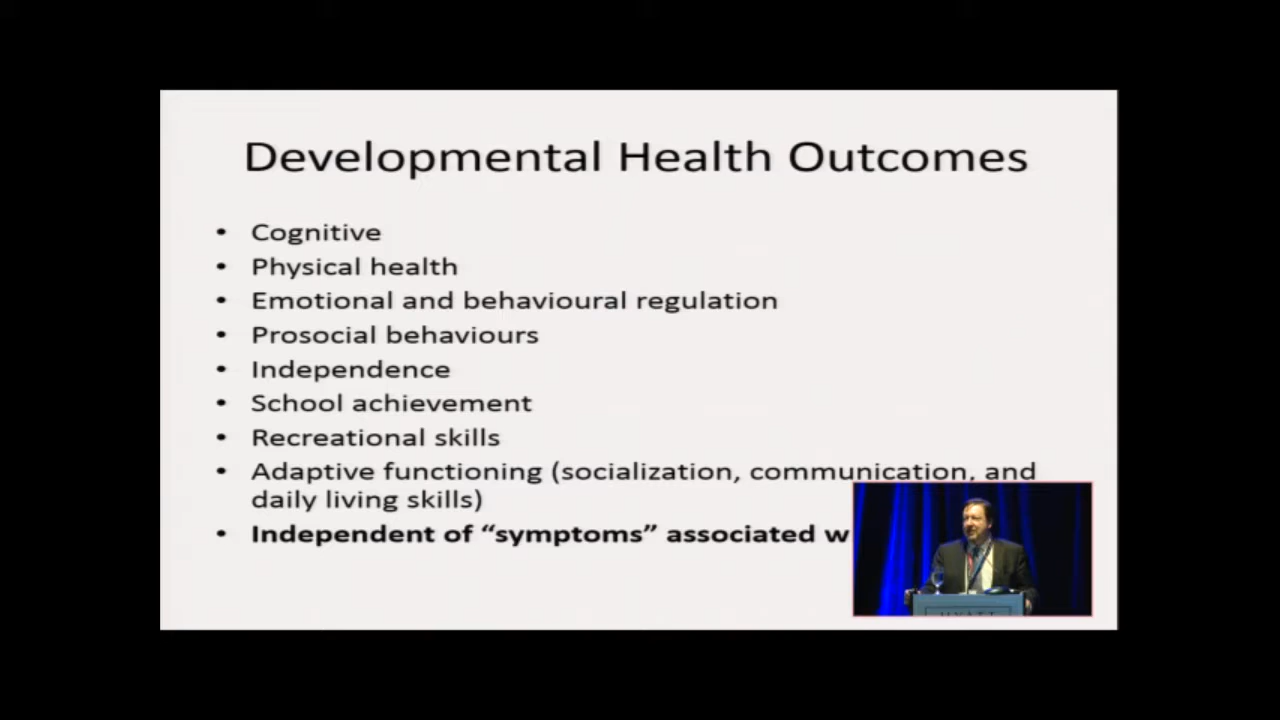 Developmental Health Outcomes
• Cognitive
• Physical health
• Emotional and behavioural regulation
• Prosocial behaviours
• Independence
• School achievement
• Recreational skills
• Adaptive functioning (socialization, communication, and
daily living skills)
• Independent of “symptoms” associated w
HYATT